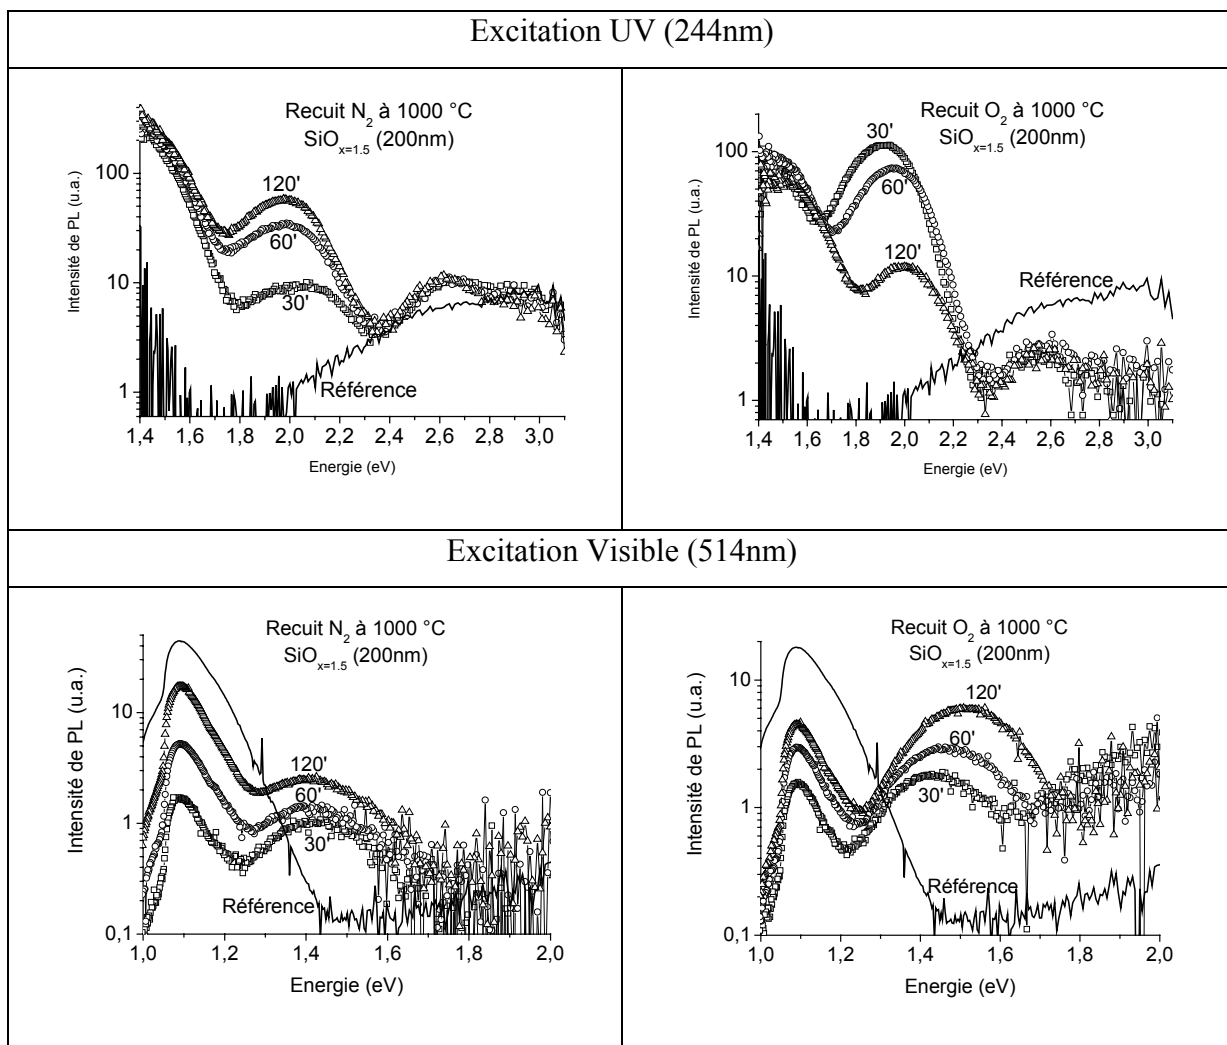 Excitation UV (244nm)
Recuit N2 à 1000 °C
SiOx=1.5 (200nm)
Intensité de PL (u.a.)
100
10
1
120'
60'
30'
Référence
1,4 1,6 1,8 2,0 2,2 2,4 2,6 2,8 3,0
Energie (eV)
Recuit O2 à 1000 °C
SiOx=1.5 (200nm)
Intensité de PL (u.a.)
100
10
1
30'
60'
120'
Référence
1,4 1,6 1,8 2,0 2,2 2,4 2,6 2,8 3,0
Energie (eV)
Excitation Visible (514nm)
Recuit N2 à 1000 °C
SiOx=1.5 (200nm)
Intensité de PL (u.a.)
10
1
0,1
120'
60'
30'
Référence
1,0 1,2 1,4 1,6 1,8 2,0
Energie (eV)
Recuit O2 à 1000 °C
SiOx=1.5 (200nm)
Intensité de PL (u.a.)
10
1
0,1
120'
60'
30'
Référence
1,0 1,2 1,4 1,6 1,8 2,0
Energie (eV)